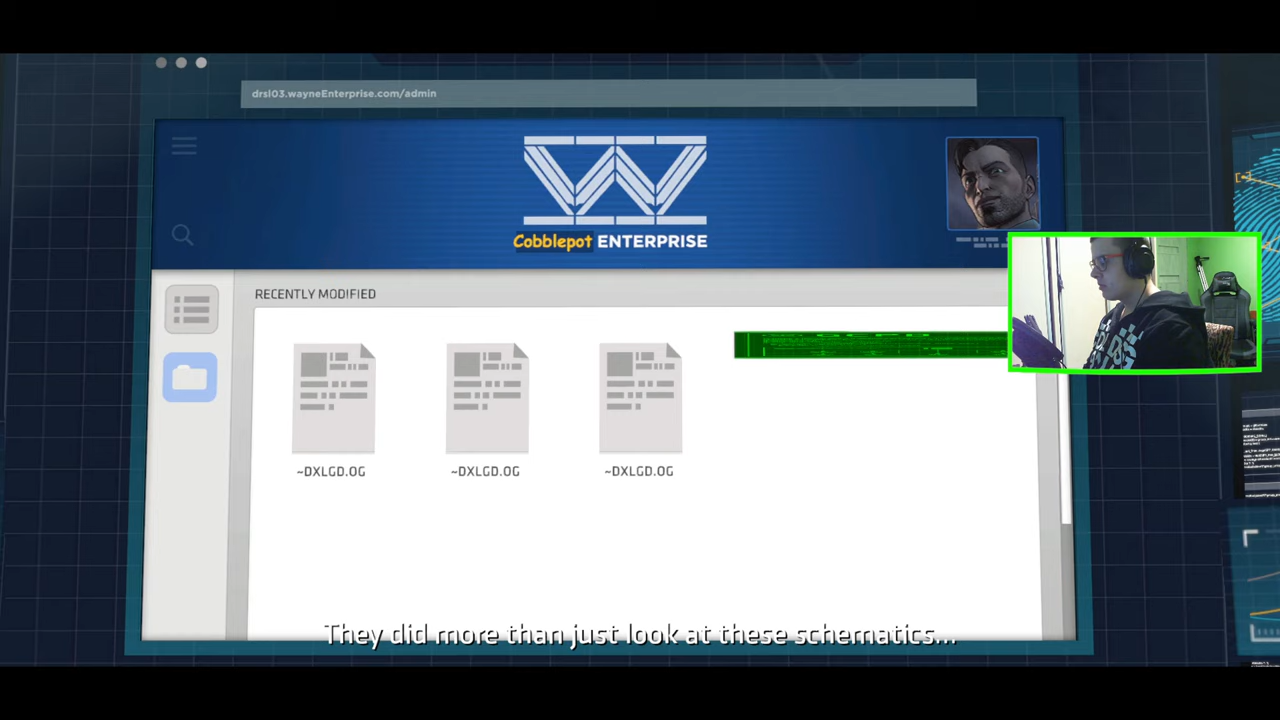 drsl03.wayneEnterprise.com/admin
Cobblepot ENTERPRISE
RECENTLY MODIFIED
~DXLGD.OG ~DXLGD.OG ~DXLGD.OG
They did more than just look at these schematics...